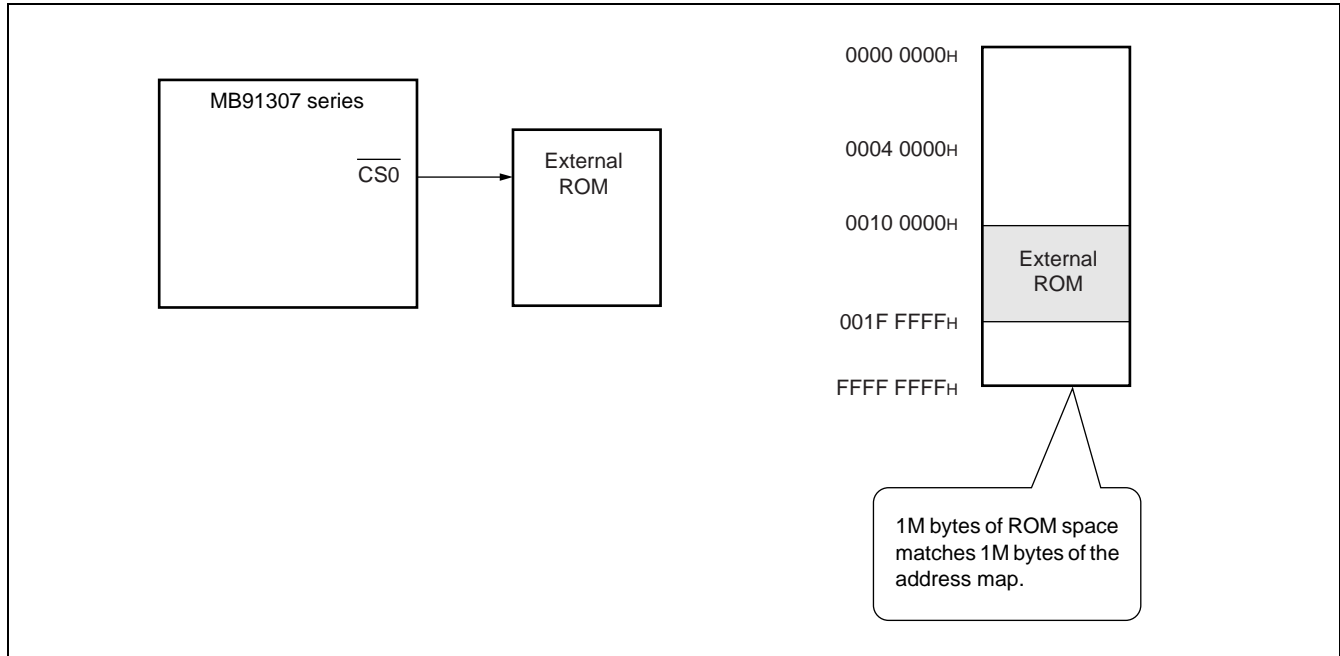 MB91307 series
CS0
External
ROM
0000 0000H
0004 0000H
0010 0000H
External
ROM
001F FFFFH
FFFF FFFFH
1M bytes of ROM space
matches 1M bytes of the
address map.